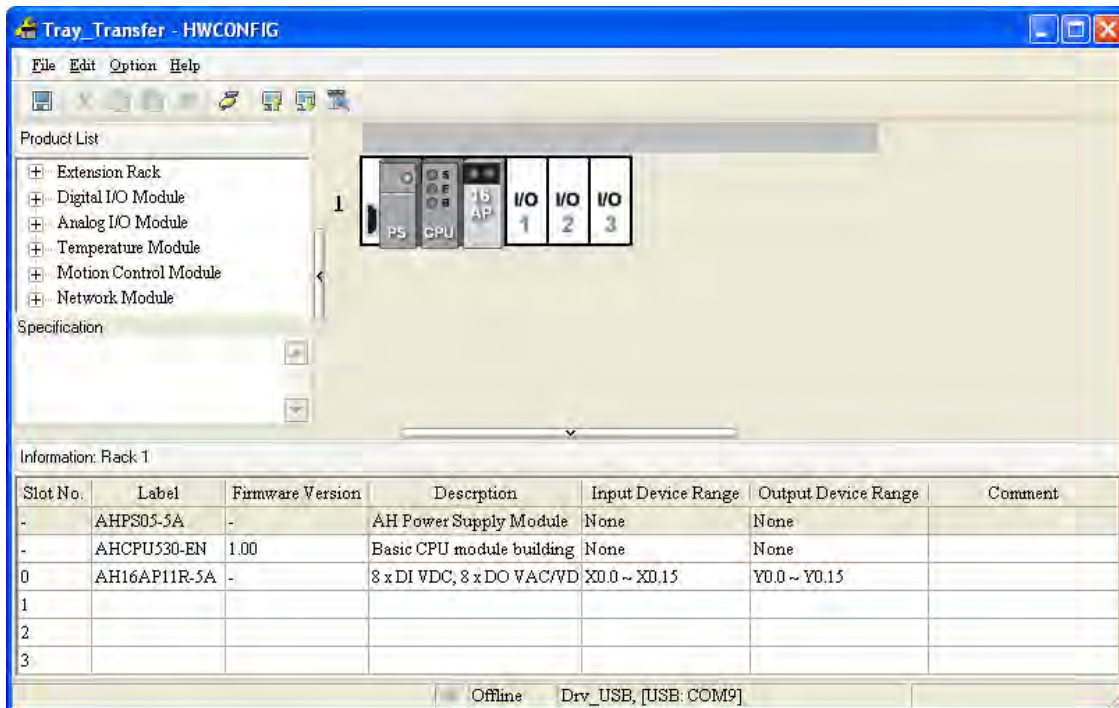 Tray_Transfer - HWCONFIG
File Edit Option Help
Product List
Extension Rack
Digital I/O Module
Analog I/O Module
Temperature Module
Motion Control Module
Network Module
1
PS CPU 16 AP I/O 1 I/O 2 I/O 3
S
E
B
Specification
Information: Rack 1
Slot No. Label Firmware Version Descrption Input Device Range Output Device Range Comment
- AHPS05-5A - AH Power Supply Module None None
- AHCPU530-EN 1.00 Basic CPU module building None None
0 AH16AP11R-5A - 8 x DI VDC, 8 x DO VAC/VD X0.0 ~ X0.15 Y0.0 ~ Y0.15
1
2
3
Offline Drv_USB, [USB: COM9]